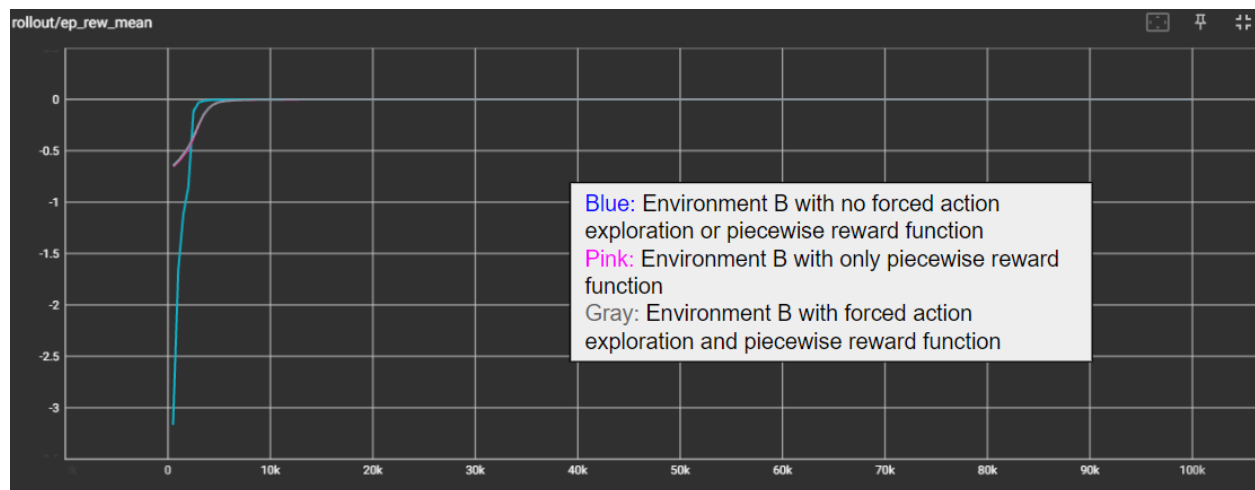 rollout/ep_rew_mean
0
-0.5
-1
-1.5
-2
-2.5
-3
0 10k 20k 30k 40k 50k 60k 70k 80k 90k 100k
Blue: Environment B with no forced action
exploration or piecewise reward function
Pink: Environment B with only piecewise reward
function
Gray: Environment B with forced action
exploration and piecewise reward function